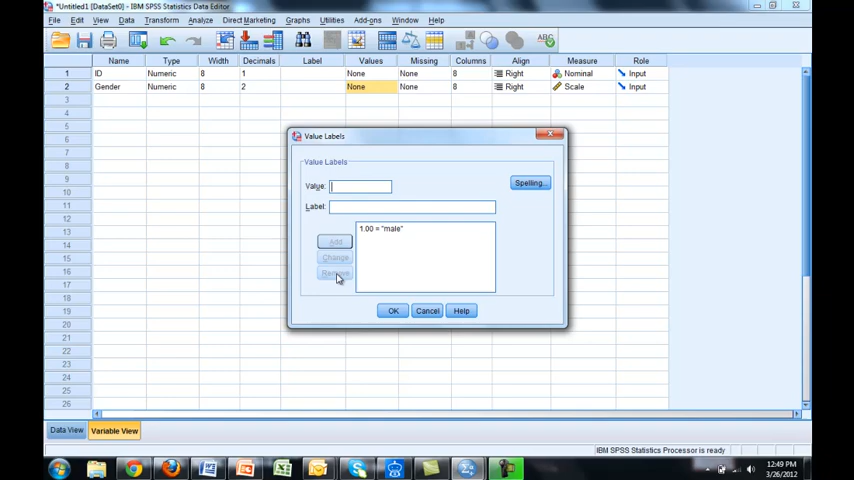 *Untitled1 [DataSet0] - IBM SPSS Statistics Data Editor
File Edit View Data Transform Analyze Direct Marketing Graphs Utilities Add-ons Window Help
Name Type Width Decimals Label Values Missing Columns Align Measure Role
1 ID Numeric 8 1 None None 8 Right Nominal Input
2 Gender Numeric 8 2 None None 8 Right Scale Input
3
4
5
6
7
8
9
10
11
12
13
14
15
16
17
18
19
20
21
22
23
24
25
26
Value Labels
Value Labels
Value:
Spelling...
Label:
1.00 = "male"
Add
Change
Remove
OK Cancel Help
Data View Variable View
IBM SPSS Statistics Processor is ready
12:49 PM
3/26/2012